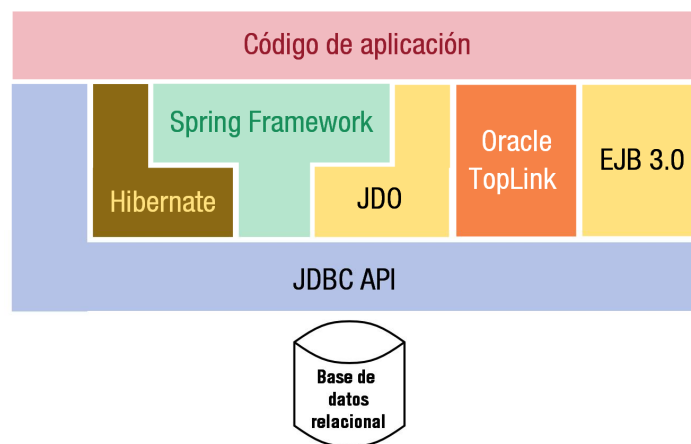 Código de aplicación
Spring Framework
Hibernate
JDO
Oracle
TopLink
EJB 3.0
JDBC API
Base de
datos
relacional